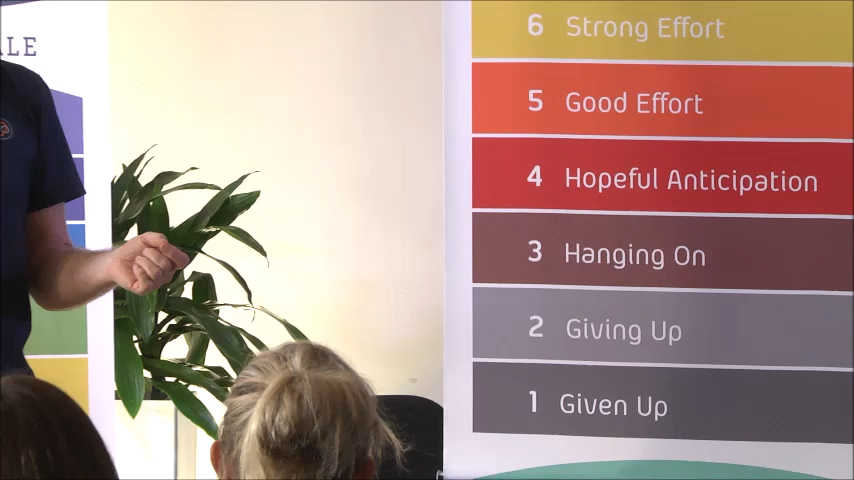 6 Strong Effort
5 Good Effort
4 Hopeful Anticipation
3 Hanging On
2 Giving Up
1 Given Up